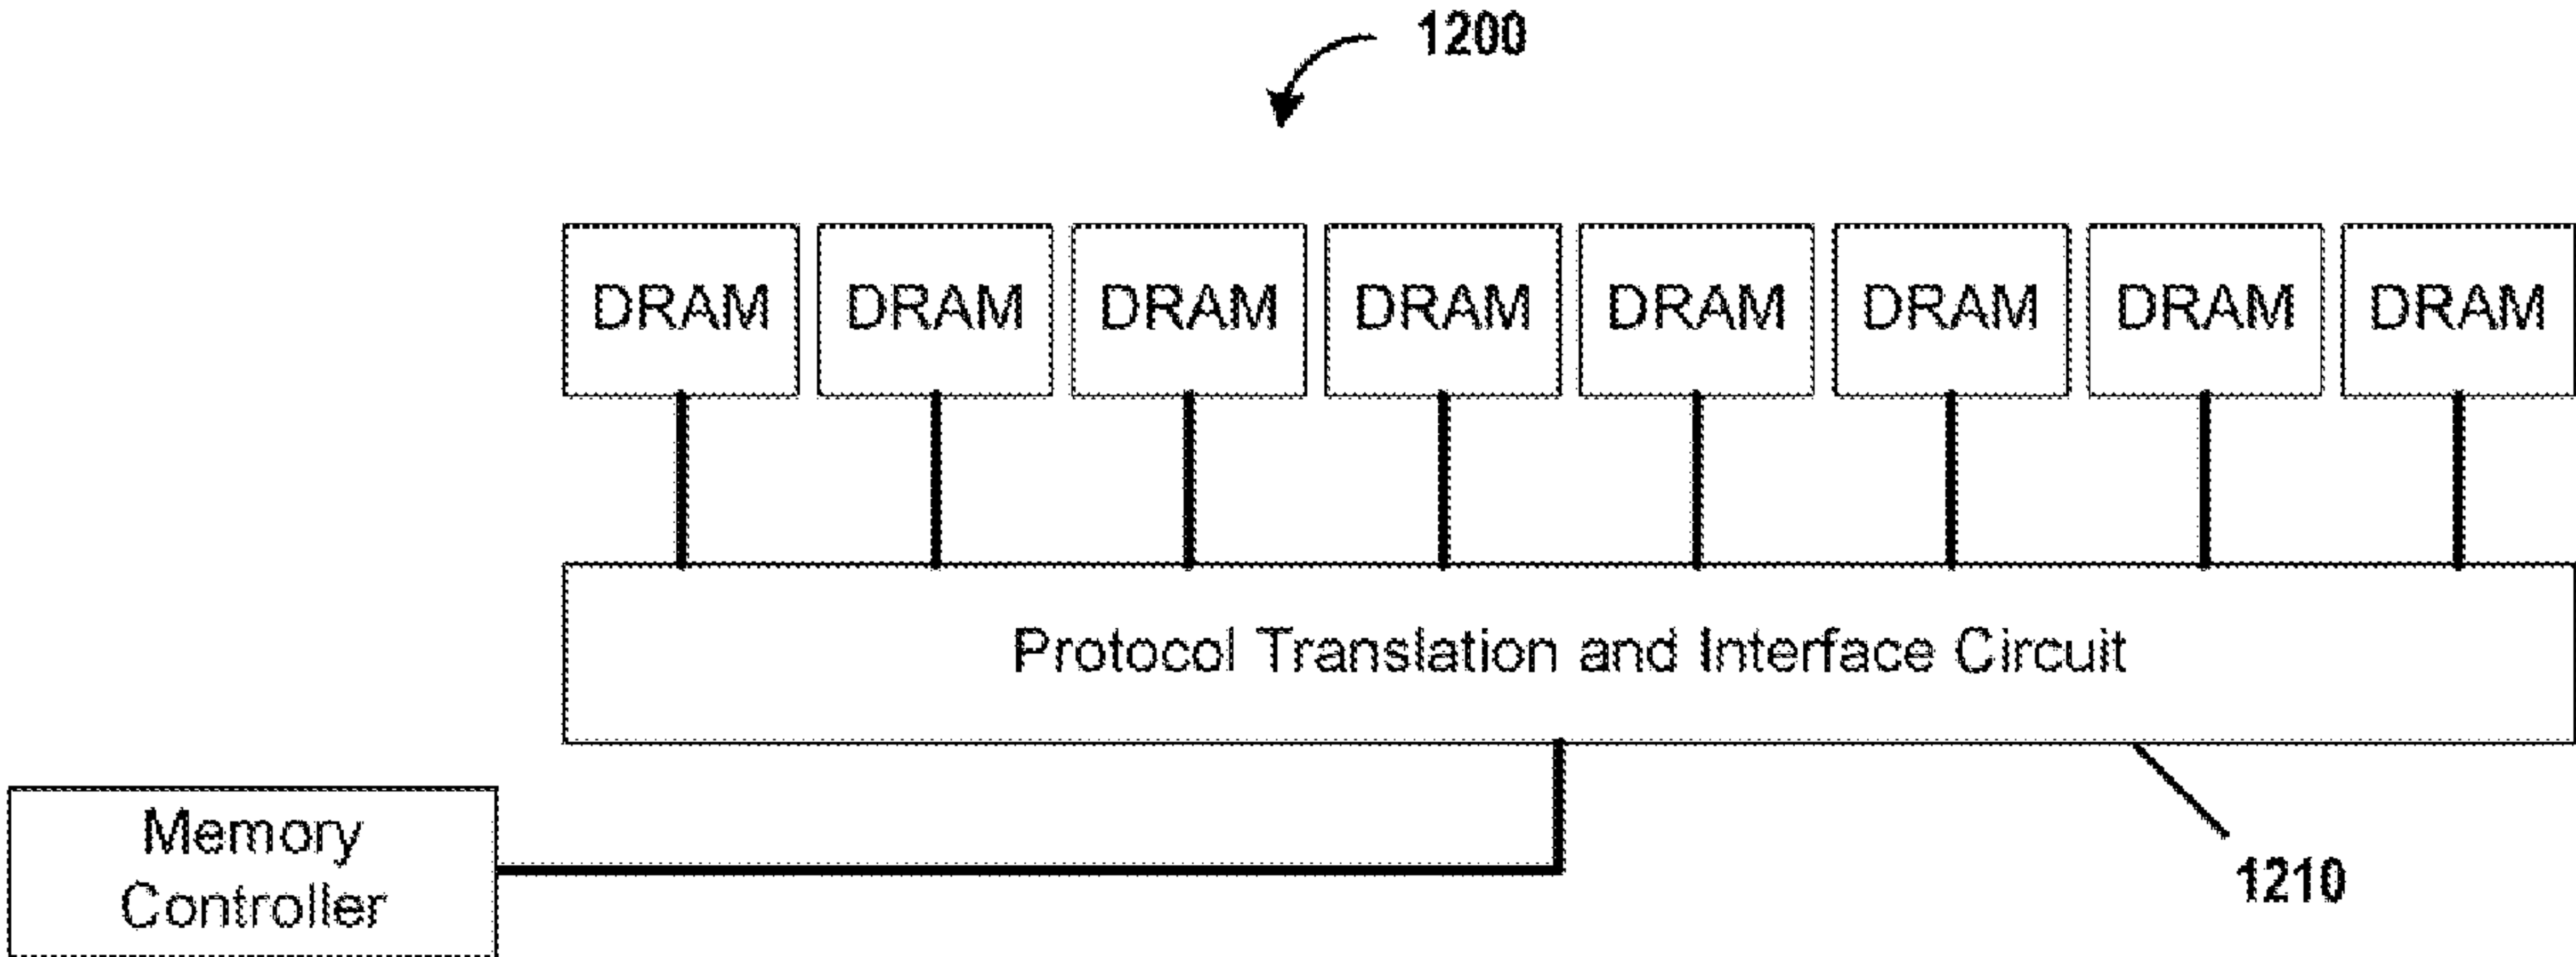 1200
DRAM DRAM DRAM DRAM DRAM DRAM DRAM DRAM
Protocol Translation and Interface Circuit
Memory
Controller
1210